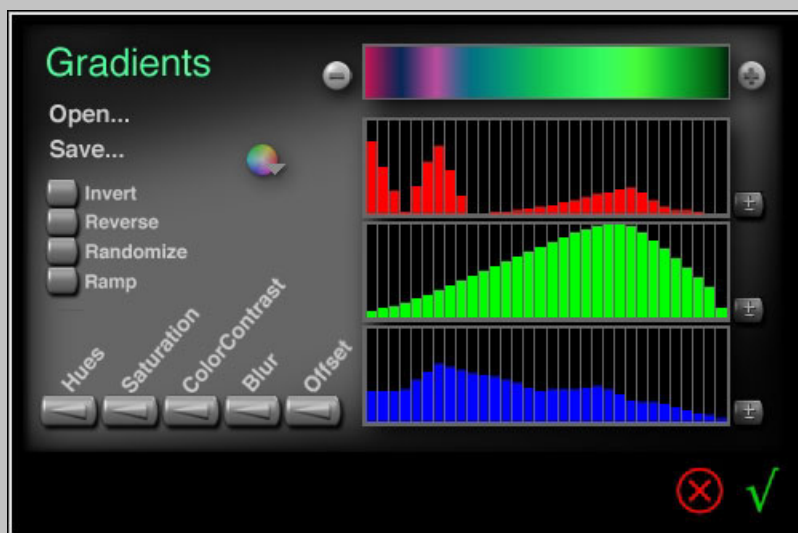 Gradients
Open...
Save...
Invert
Reverse
Randomize
Ramp
Hues
Saturation
ColorContrast
Blur
Offset